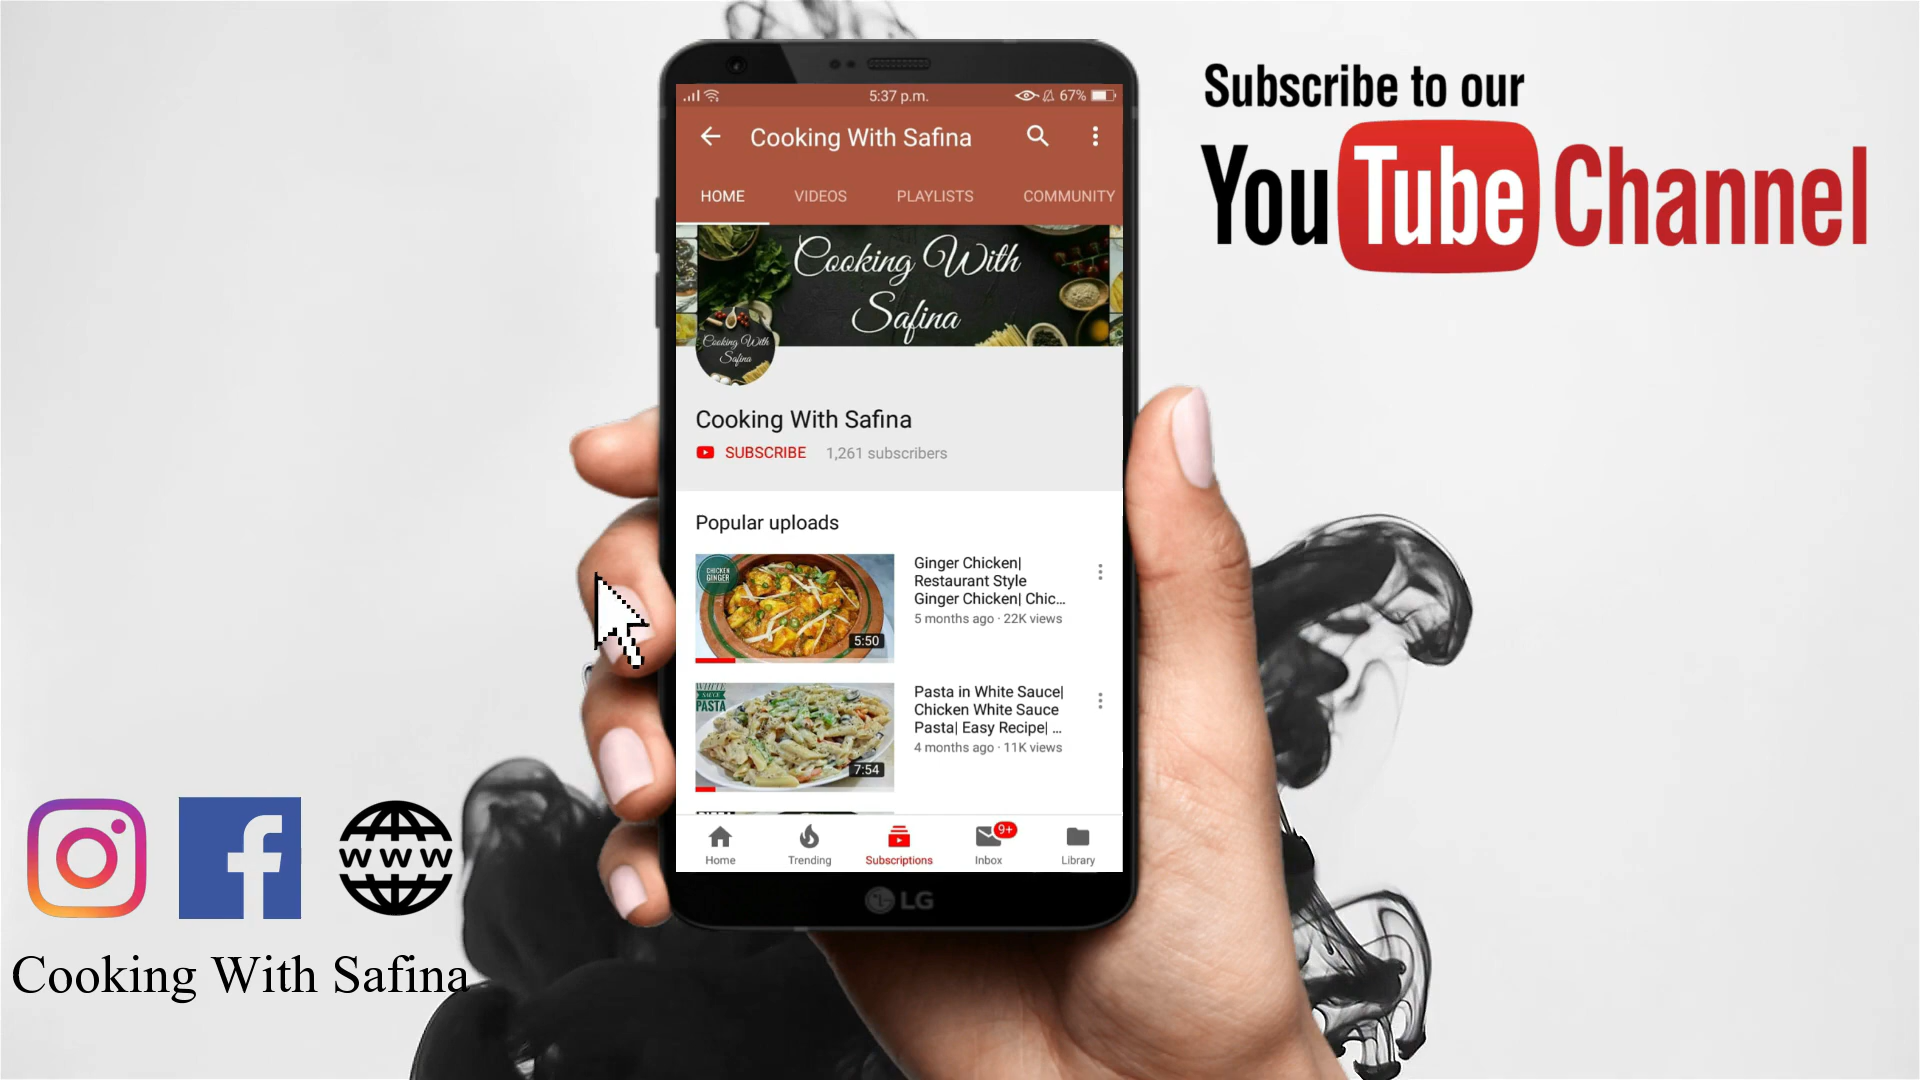 Subscribe to our
YouTube Channel
5:37 p.m.
67%
Cooking With Safina
HOME
VIDEOS
PLAYLISTS
COMMUNITY
Cooking With
Safina
Cooking With
Safina
Cooking With Safina
SUBSCRIBE
1,261 subscribers
Popular uploads
CHICKEN
GINGER
5:50
Ginger Chicken|
Restaurant Style
Ginger Chicken| Chic...
5 months ago · 22K views
WHITE
SAUCE
PASTA
7:54
Pasta in White Sauce|
Chicken White Sauce
Pasta| Easy Recipe| ...
4 months ago · 11K views
Home
Trending
Subscriptions
9+
Inbox
Library
LG
f
WWW
Cooking With Safina